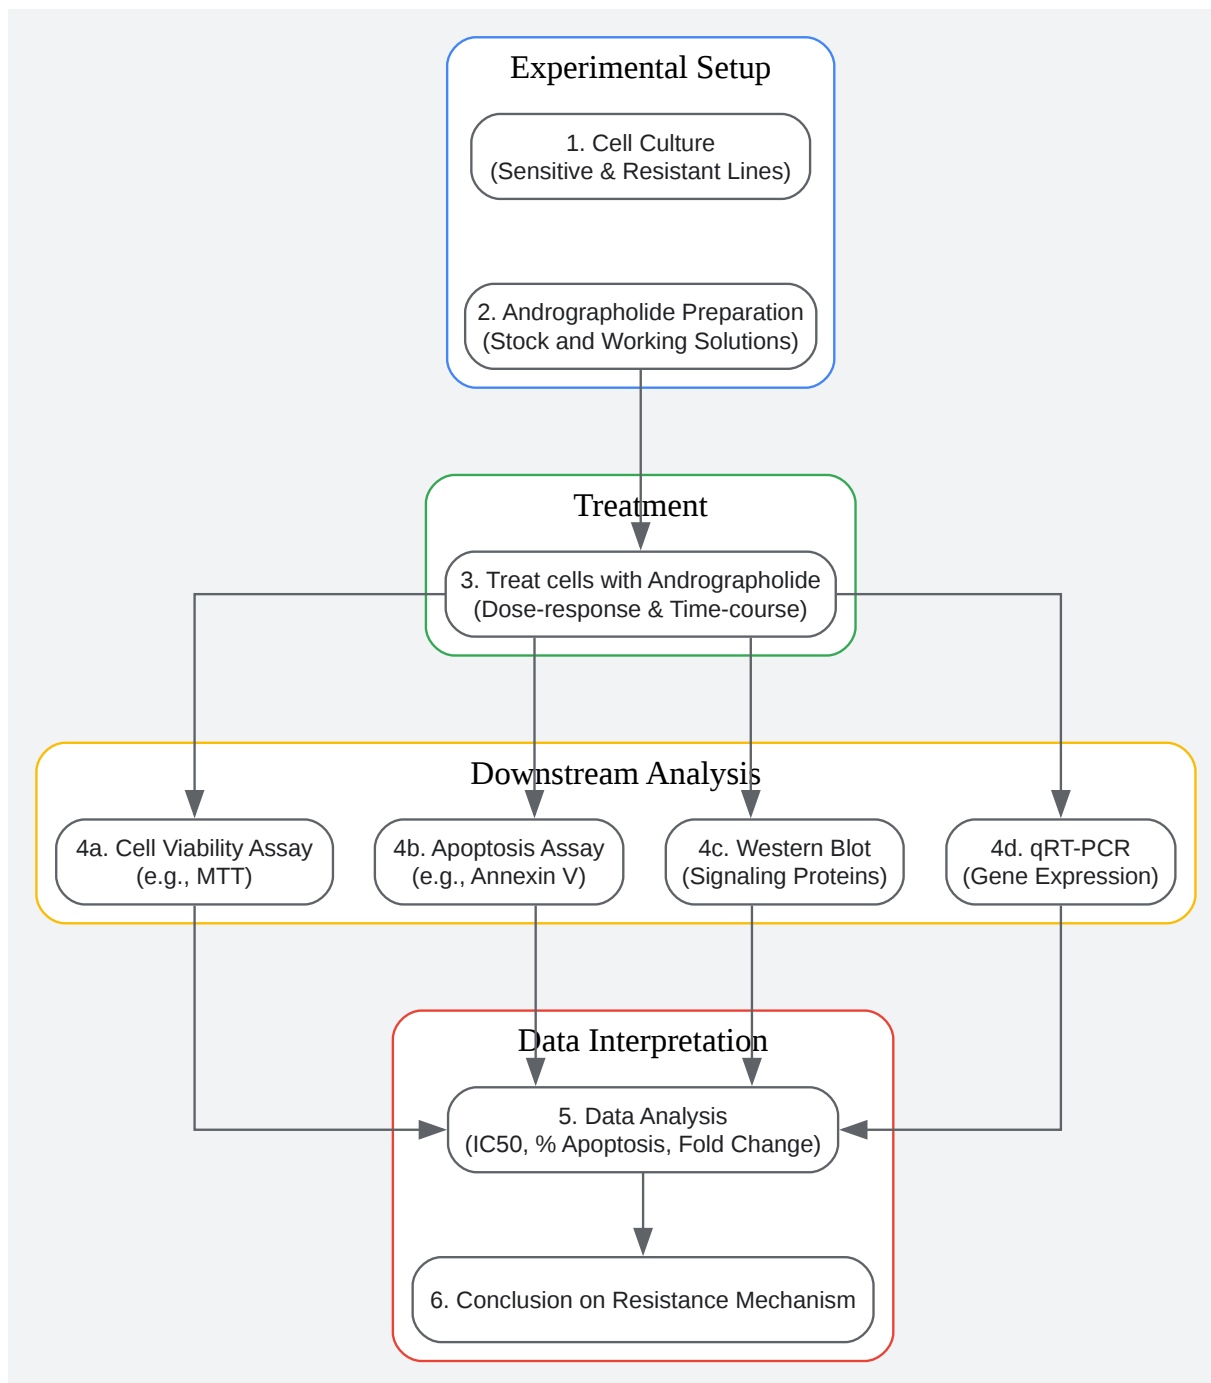 Experimental Setup
1. Cell Culture
(Sensitive & Resistant Lines)
2. Andrographolide Preparation
(Stock and Working Solutions)
Treatment
3. Treat cells with Andrographolide
(Dose-response & Time-course)
Downstream Analysis
4a. Cell Viability Assay
(e.g., MTT)
4b. Apoptosis Assay
(e.g., Annexin V)
4c. Western Blot
(Signaling Proteins)
4d. qRT-PCR
(Gene Expression)
Data Interpretation
5. Data Analysis
(IC50, % Apoptosis, Fold Change)
6. Conclusion on Resistance Mechanism